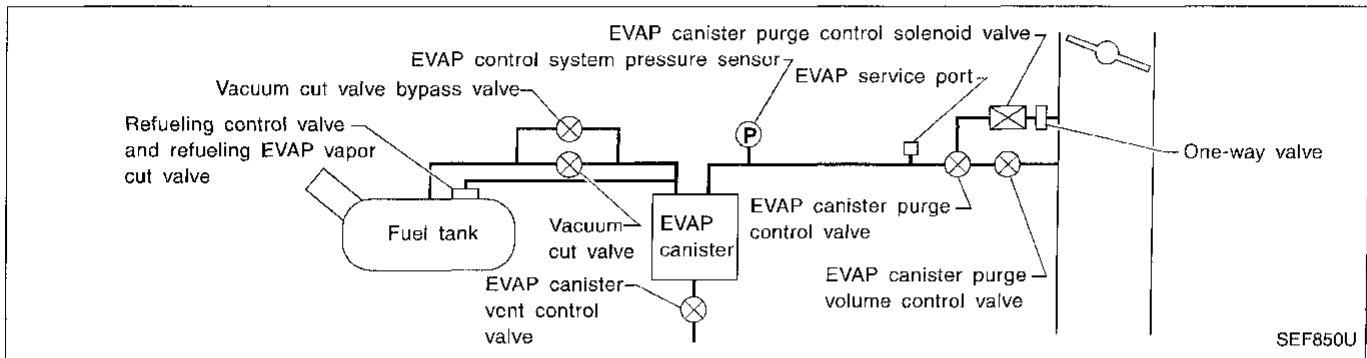 EVAP canister purge control solenoid valve
EVAP control system pressure sensor
EVAP service port
Vacuum cut valve bypass valve
Refueling control valve
and refueling EVAP vapor
cut valve
P
One-way valve
Fuel tank
Vacuum
cut valve
EVAP
canister
EVAP canister purge
control valve
EVAP canister
vent control
valve
EVAP canister purge
volume control valve
SEF850U